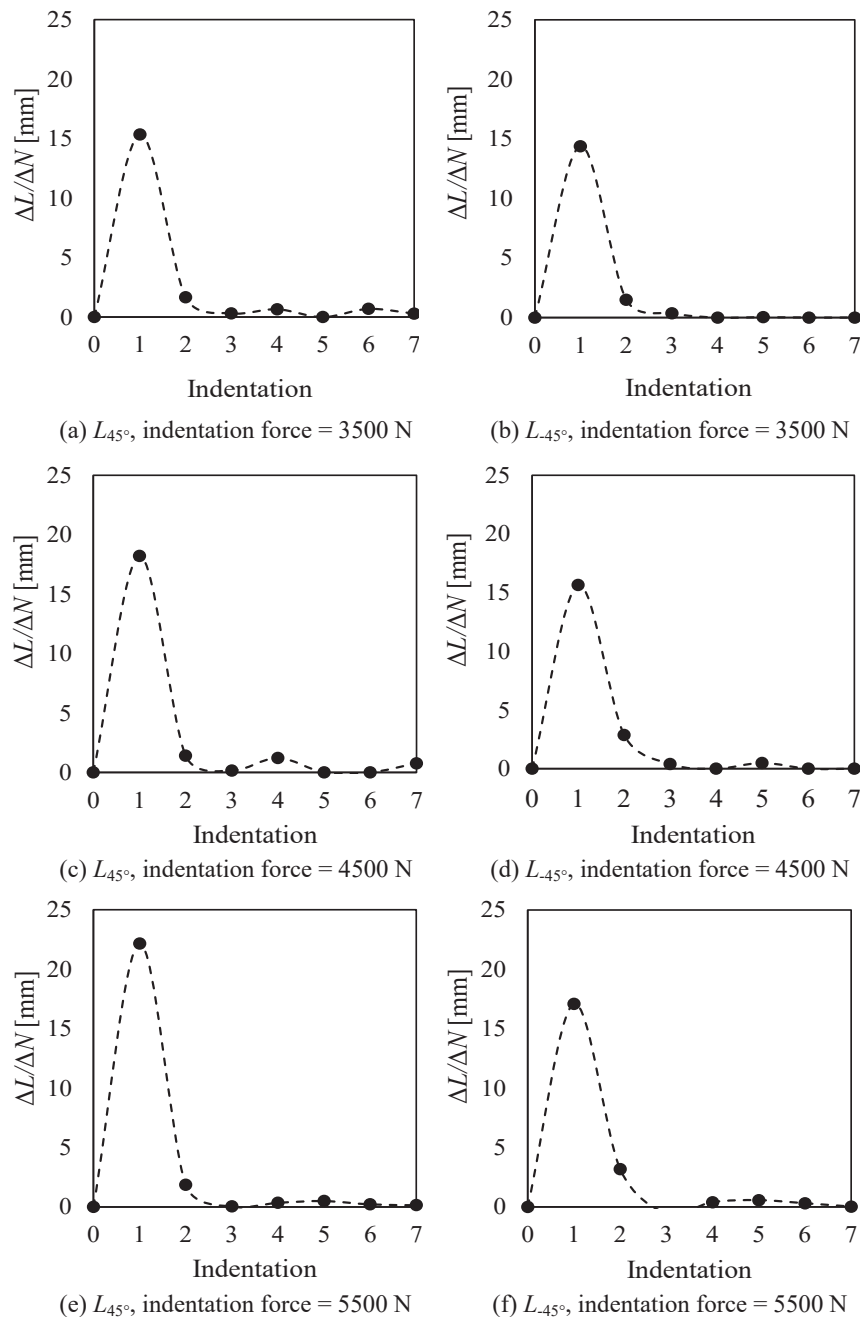 25
20
15
10
5
0
ΔL/ΔN [mm]
0 1 2 3 4 5 6 7
Indentation
(a) L45°, indentation force = 3500 N
25
20
15
10
5
0
ΔL/ΔN [mm]
0 1 2 3 4 5 6 7
Indentation
(b) L-45°, indentation force = 3500 N
25
20
15
10
5
0
ΔL/ΔN [mm]
0 1 2 3 4 5 6 7
Indentation
(c) L45°, indentation force = 4500 N
25
20
15
10
5
0
ΔL/ΔN [mm]
0 1 2 3 4 5 6 7
Indentation
(d) L-45°, indentation force = 4500 N
25
20
15
10
5
0
ΔL/ΔN [mm]
0 1 2 3 4 5 6 7
Indentation
(e) L45°, indentation force = 5500 N
25
20
15
10
5
0
ΔL/ΔN [mm]
0 1 2 3 4 5 6 7
Indentation
(f) L-45°, indentation force = 5500 N